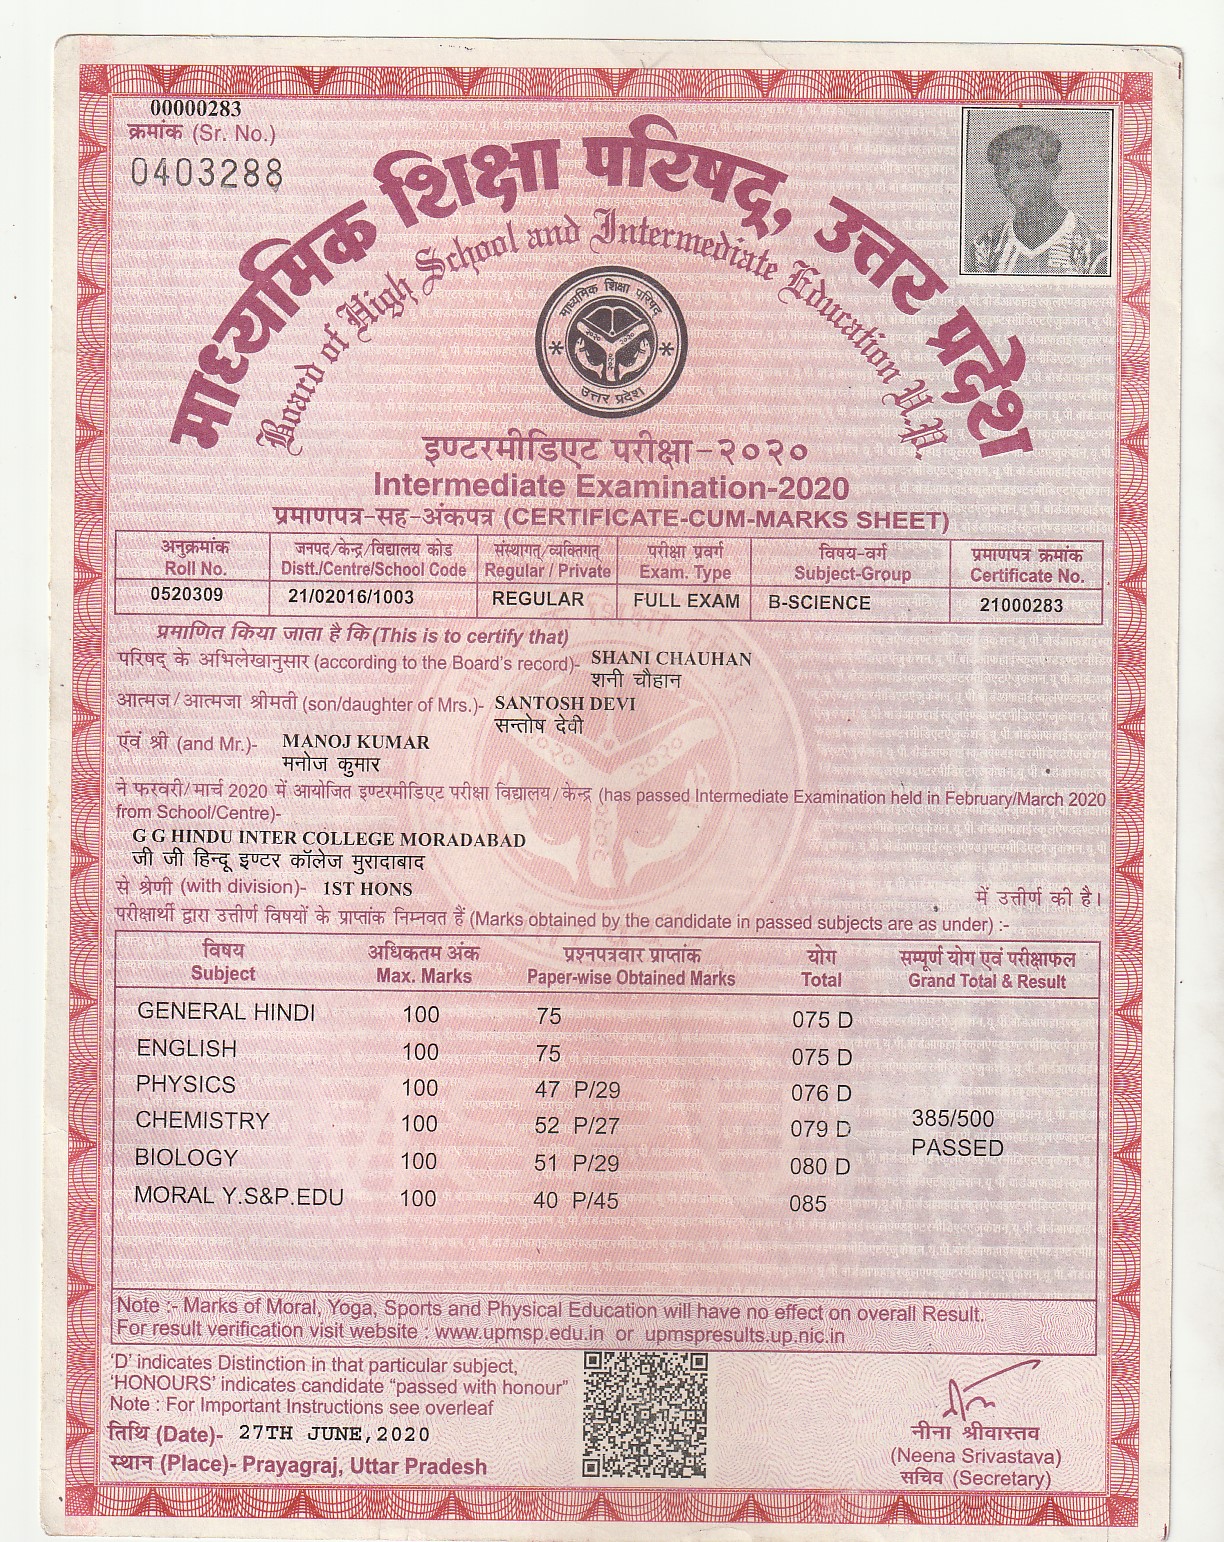 00000283
क्रमांक (Sr. No.)
0403288
माध्यमिक शिक्षा परिषद्, उत्तर प्रदेश
Board of High School and Intermediate Education U.P.
माध्यमिक शिक्षा परिषद
उत्तर प्रदेश
इण्टरमीडिएट परीक्षा-२०२०
Intermediate Examination-2020
प्रमाणपत्र-सह-अंकपत्र (CERTIFICATE-CUM-MARKS SHEET)
अनुक्रमांक जनपद/केन्द्र/विद्यालय कोड संस्थागत/व्यक्तिगत परीक्षा प्रवर्ग विषय-वर्ग प्रमाणपत्र क्रमांक
Roll No. Distt./Centre/School Code Regular / Private Exam. Type Subject-Group Certificate No.
0520309 21/02016/1003 REGULAR FULL EXAM B-SCIENCE 21000283
प्रमाणित किया जाता है कि (This is to certify that)
परिषद् के अभिलेखानुसार (according to the Board's record)- SHANI CHAUHAN
शनी चौहान
आत्मज/आत्मजा श्रीमती (son/daughter of Mrs.)- SANTOSH DEVI
सन्तोष देवी
एवं श्री (and Mr.)- MANOJ KUMAR
मनोज कुमार
ने फरवरी/मार्च 2020 में आयोजित इण्टरमीडिएट परीक्षा विद्यालय/केन्द्र (has passed Intermediate Examination held in February/March 2020
from School/Centre)-
G G HINDU INTER COLLEGE MORADABAD
जी जी हिन्दू इण्टर कॉलेज मुरादाबाद
से श्रेणी (with division)- 1ST HONS में उत्तीर्ण की है।
परीक्षार्थी द्वारा उत्तीर्ण विषयों के प्राप्तांक निम्नवत हैं (Marks obtained by the candidate in passed subjects are as under) :-
विषय अधिकतम अंक प्रश्नपत्रवार प्राप्तांक योग सम्पूर्ण योग एवं परीक्षाफल
Subject Max. Marks Paper-wise Obtained Marks Total Grand Total & Result
GENERAL HINDI 100 75 075 D
ENGLISH 100 75 075 D
PHYSICS 100 47 P/29 076 D
CHEMISTRY 100 52 P/27 079 D 385/500
PASSED
BIOLOGY 100 51 P/29 080 D
MORAL Y.S&P.EDU 100 40 P/45 085
Note :- Marks of Moral, Yoga, Sports and Physical Education will have no effect on overall Result.
For result verification visit website : www.upmsp.edu.in or upmspresults.up.nic.in
'D' indicates Distinction in that particular subject,
'HONOURS' indicates candidate "passed with honour"
Note : For Important Instructions see overleaf
तिथि (Date)- 27TH JUNE,2020
स्थान (Place)- Prayagraj, Uttar Pradesh
नीना श्रीवास्तव
(Neena Srivastava)
सचिव (Secretary)